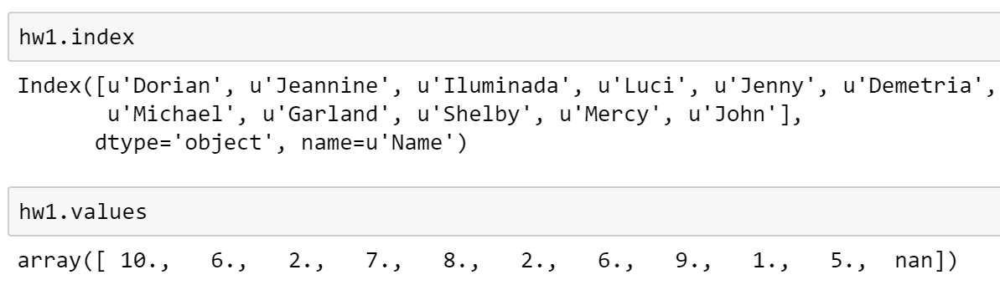 hw1.index
Index([u'Dorian', u'Jeannine', u'Iluminada', u'Luci', u'Jenny', u'Demetria',
u'Michael', u'Garland', u'Shelby', u'Mercy', u'John'],
dtype='object', name=u'Name')
hw1.values
array([ 10., 6., 2., 7., 8., 2., 6., 9., 1., 5., nan])